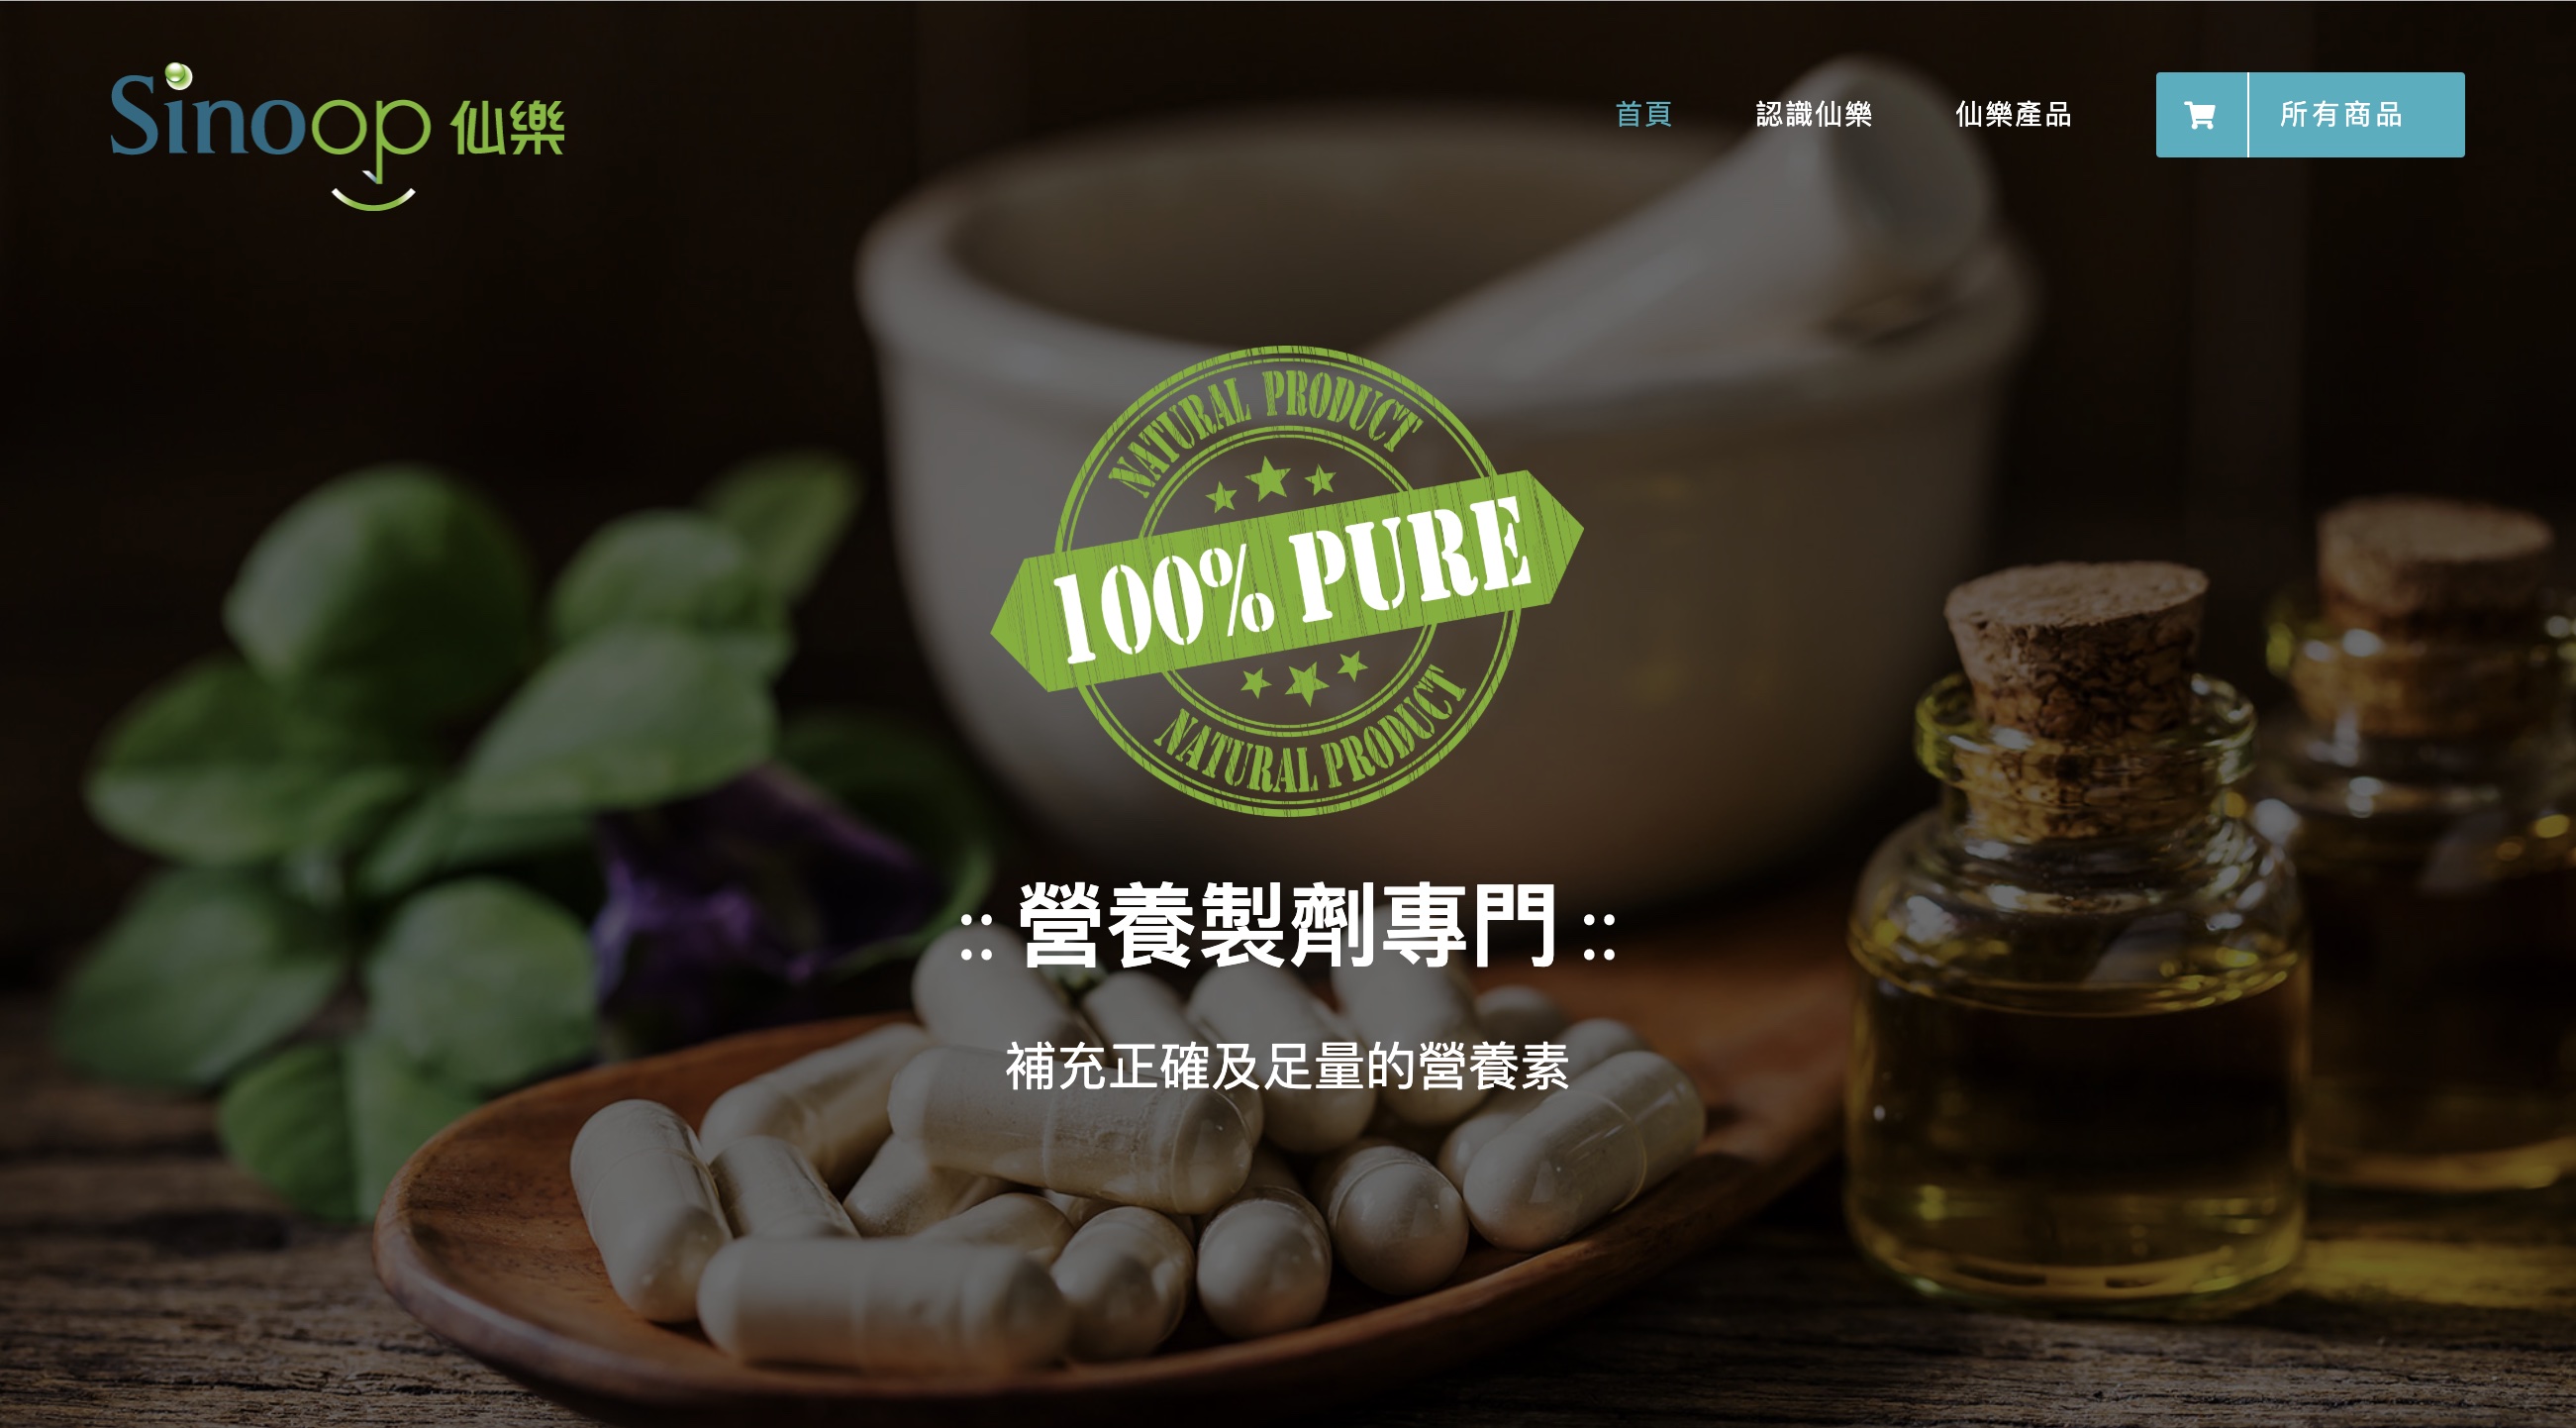 Sinoop 仙樂
首頁
認識仙樂
仙樂產品
所有商品
NATURAL PRODUCT
100% PURE
NATURAL PRODUCT
:: 營養製劑專門 ::
補充正確及足量的營養素